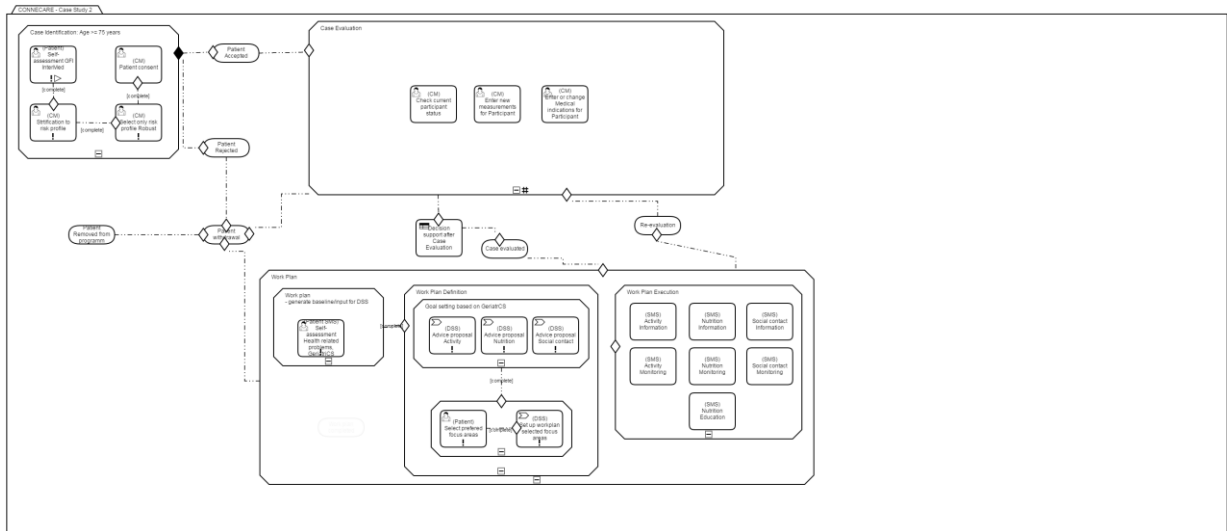 CONNECARE - Case Study 2
Case Identification: Age >= 75 years
(Patient)
Self-
assessment GFI
InterMed
[complete]
(CM)
Patient consent
[complete]
(CM)
Stratification to
risk profile
[complete]
(CM)
Select only risk
profile Robust
Patient
Accepted
Patient
Rejected
Case Evaluation
(CM)
Check current
participant
status
(CM)
Enter new
measurements
for Participant
(CM)
Enter or change
Medical
indications for
Participant
Patient
Removed from
programm
Patient
withdrawal
Decision
support after
Case
Evaluation
Case evaluated
Re-evaluation
Work Plan
Work plan
- generate baseline/input for DSS
Self-
assessment
Health related
problems,
GeriatrCS
[complete]
Work Plan Definition
Goal setting based on GeriatrCS
(DSS)
Advice proposal
Activity
(DSS)
Advice proposal
Nutrition
(DSS)
Advice proposal
Social contact
[complete]
(Patient)
Select prefered
focus areas
[complete]
(DSS)
Set up workplan
selected focus
areas
Work Plan Execution
(SMS)
Activity
Information
(SMS)
Nutrition
Information
(SMS)
Social contact
Information
(SMS)
Activity
Monitoring
(SMS)
Nutrition
Monitoring
(SMS)
Social contact
Monitoring
(SMS)
Nutrition
Education